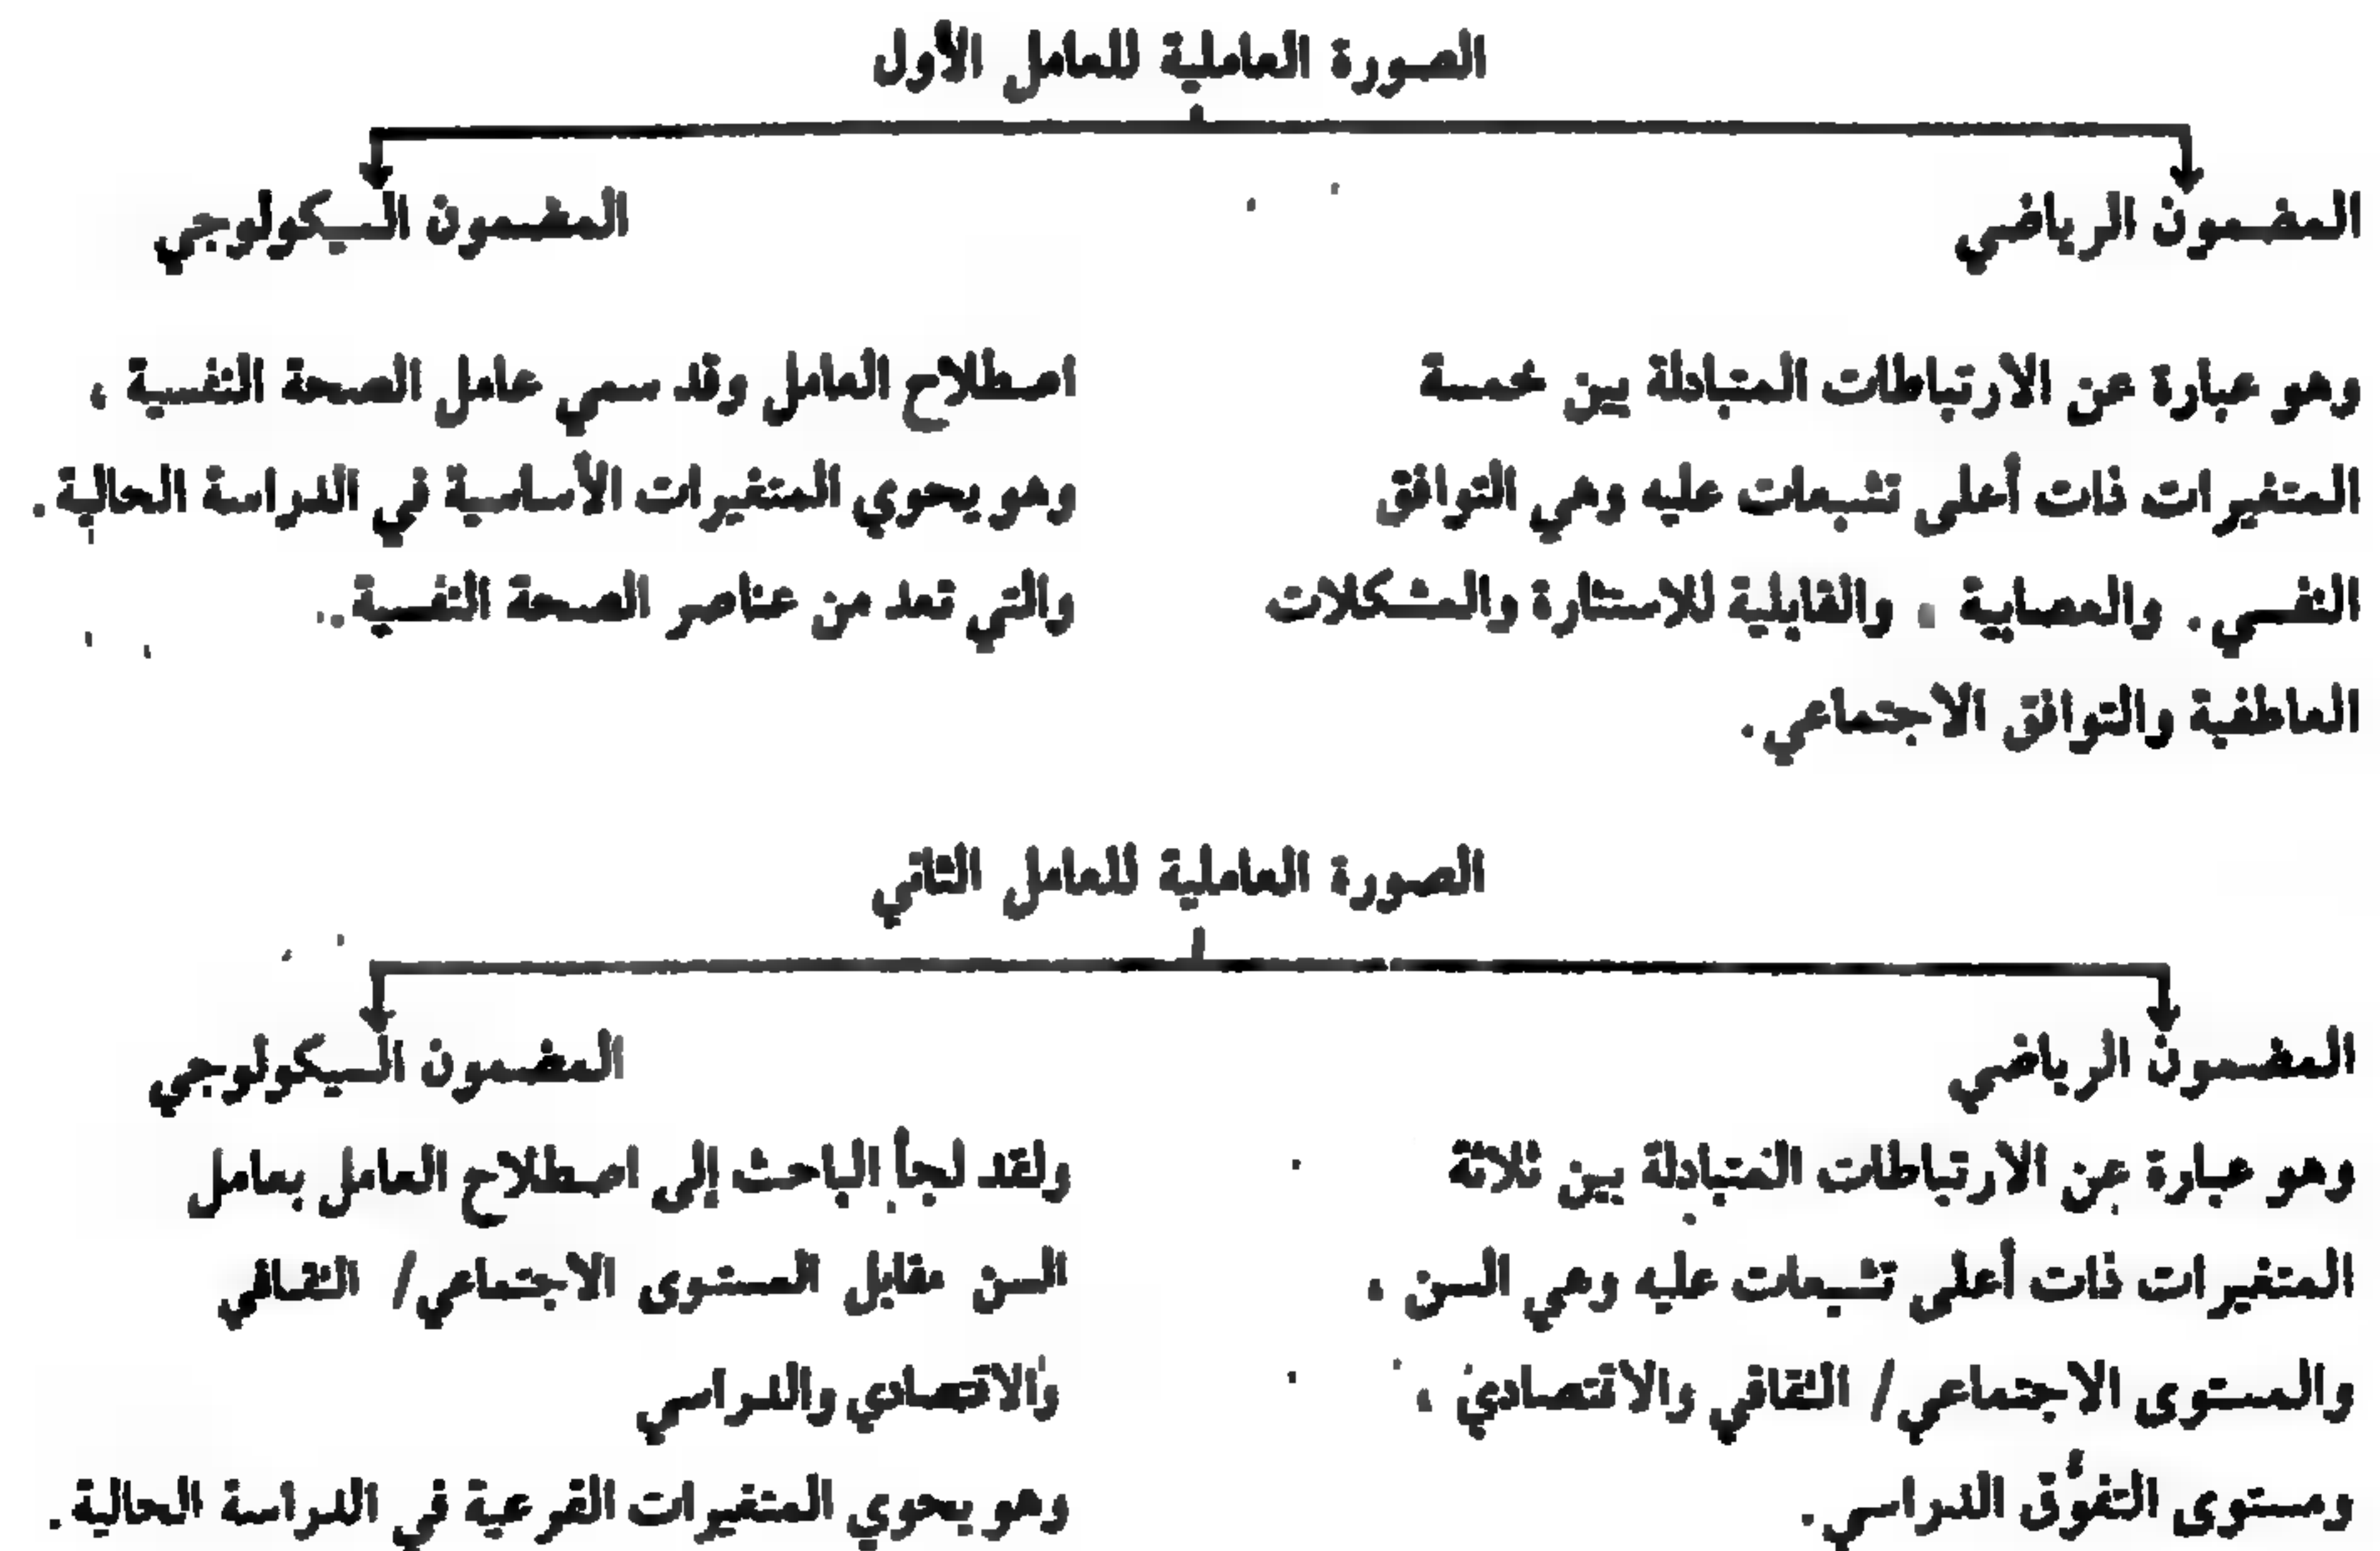 الصورة العاملية للعامل الأول
المضمون الرياضي
وهو عبارة عن الارتباطات المتبادلة بين خمسة
المتغيرات ذات أعلى تشبعات عليه وهي التوافق
النفسي. والعصابية ، والقابلية للاستثارة والمشكلات
العاطفية والتوافق الاجتماعي.
المضمون السيكولوجي
اصطلاح العامل وقد سمي عامل الصحة النفسية ،
وهو يحوي المتغيرات الأساسية في الدراسة الحالية.
والتي تعد من عناصر الصحة النفسية.
الصورة العاملية للعامل الثاني
المضمون الرياضي
وهو عبارة عن الارتباطات المتبادلة بين ثلاثة
المتغيرات ذات أعلى تشبعات عليه وهي السن ،
والمستوى الاجتماعي/ الثقافي والاقتصادي ،
ومستوى التفوُّق الدراسي.
المضمون السيكولوجي
ولقد لجأ الباحث إلى اصطلاح العامل بعامل
السن مقابل المستوى الاجتماعي/ الثقافي
والاقتصادي والدراسي
وهو يحوي المتغيرات الفرعية في الدراسة الحالية.